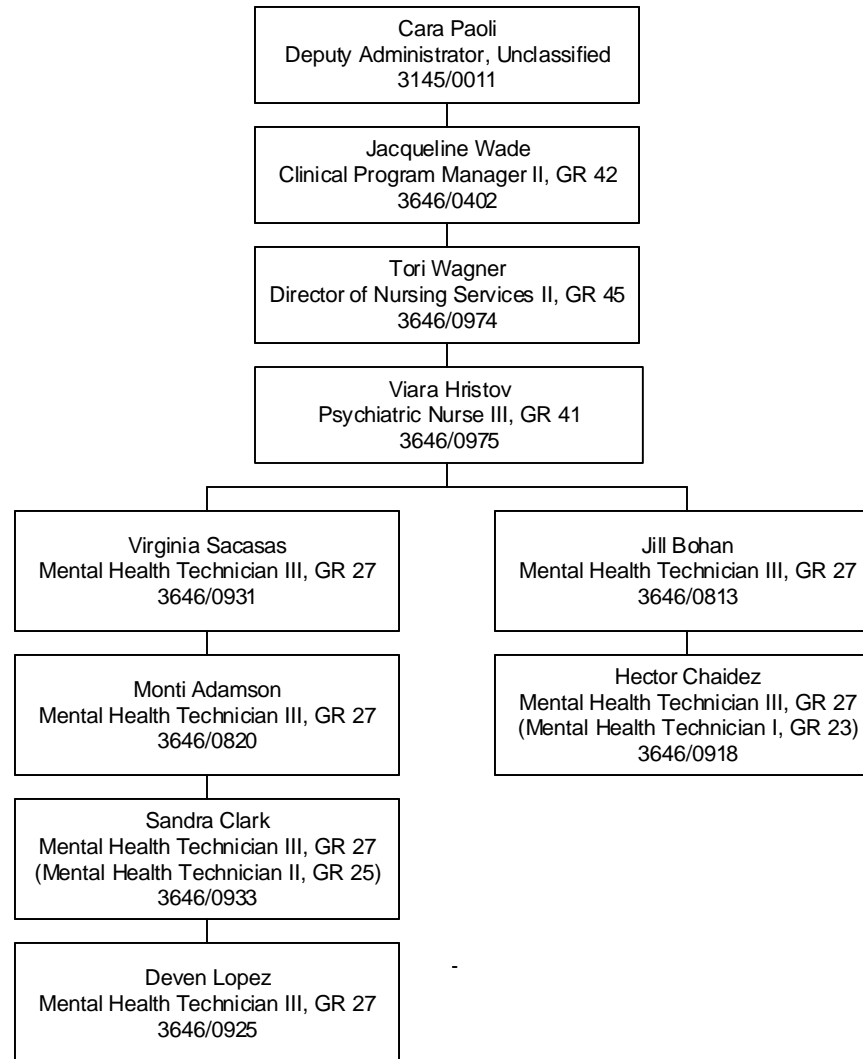 Cara Paoli
Deputy Administrator, Unclassified
3145/0011
Jacqueline Wade
Clinical Program Manager II, GR 42
3646/0402
Tori Wagner
Director of Nursing Services II, GR 45
3646/0974
Viara Hristov
Psychiatric Nurse III, GR 41
3646/0975
Virginia Sacasas
Mental Health Technician III, GR 27
3646/0931
Monti Adamson
Mental Health Technician III, GR 27
3646/0820
Sandra Clark
Mental Health Technician III, GR 27
(Mental Health Technician II, GR 25)
3646/0933
Deven Lopez
Mental Health Technician III, GR 27
3646/0925
Jill Bohan
Mental Health Technician III, GR 27
3646/0813
Hector Chaidez
Mental Health Technician III, GR 27
(Mental Health Technician I, GR 23)
3646/0918
-